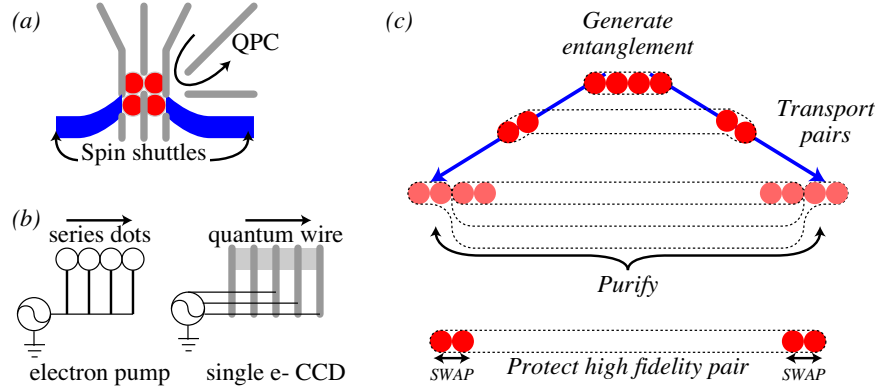 (a)
QPC
Spin shuttles
(b)
series dots
quantum wire
electron pump
single e- CCD
(c)
Generate
entanglement
Transport
pairs
Purify
Protect high fidelity pair
SWAP
SWAP